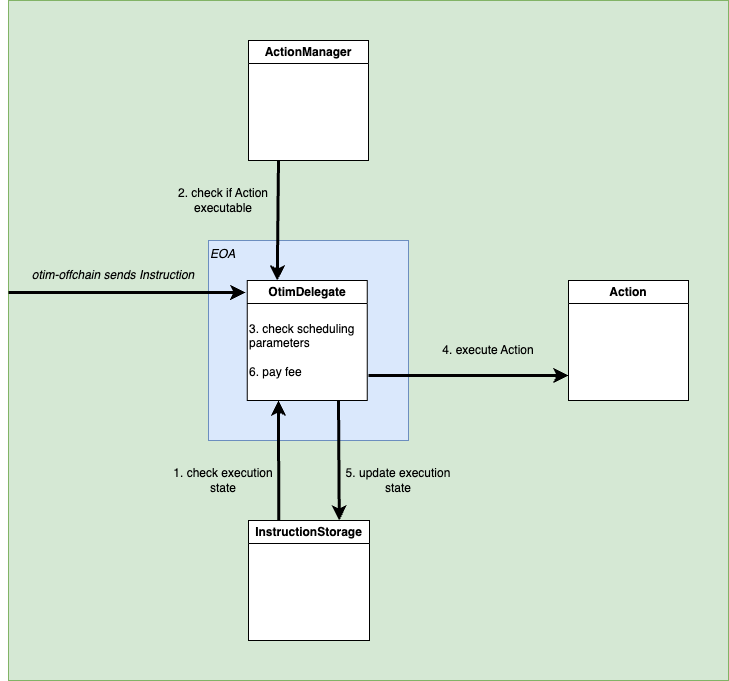 ActionManager
2. check if Action
executable
EOA
otim-offchain sends Instruction
OtimDelegate
3. check scheduling
parameters
6. pay fee
Action
4. execute Action
1. check execution
state
5. update execution
state
InstructionStorage